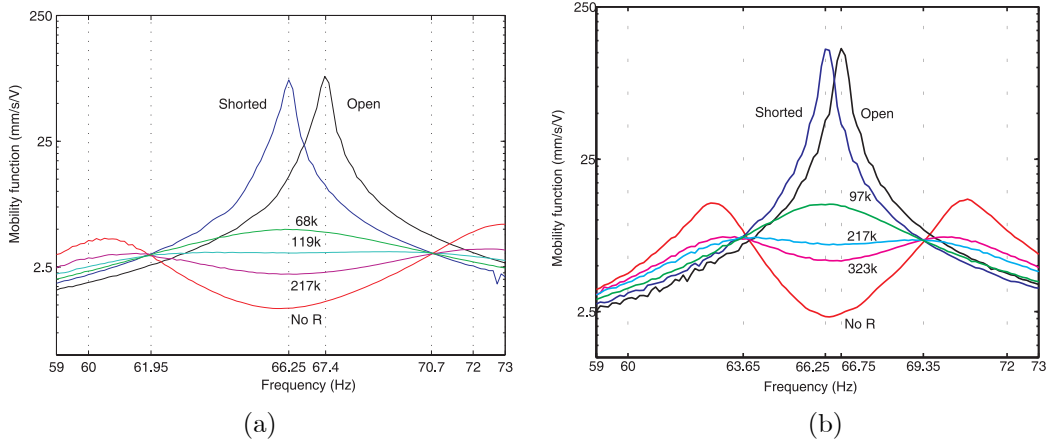 250
25
2.5
Mobility function (mm/s/V)
Shorted
Open
68k
119k
217k
No R
59 60 61.95 66.25 67.4 70.7 72 73
Frequency (Hz)
(a)
250
25
2.5
Mobility function (mm/s/V)
Shorted
Open
97k
217k
323k
No R
59 60 63.65 66.25 66.75 69.35 72 73
Frequency (Hz)
(b)